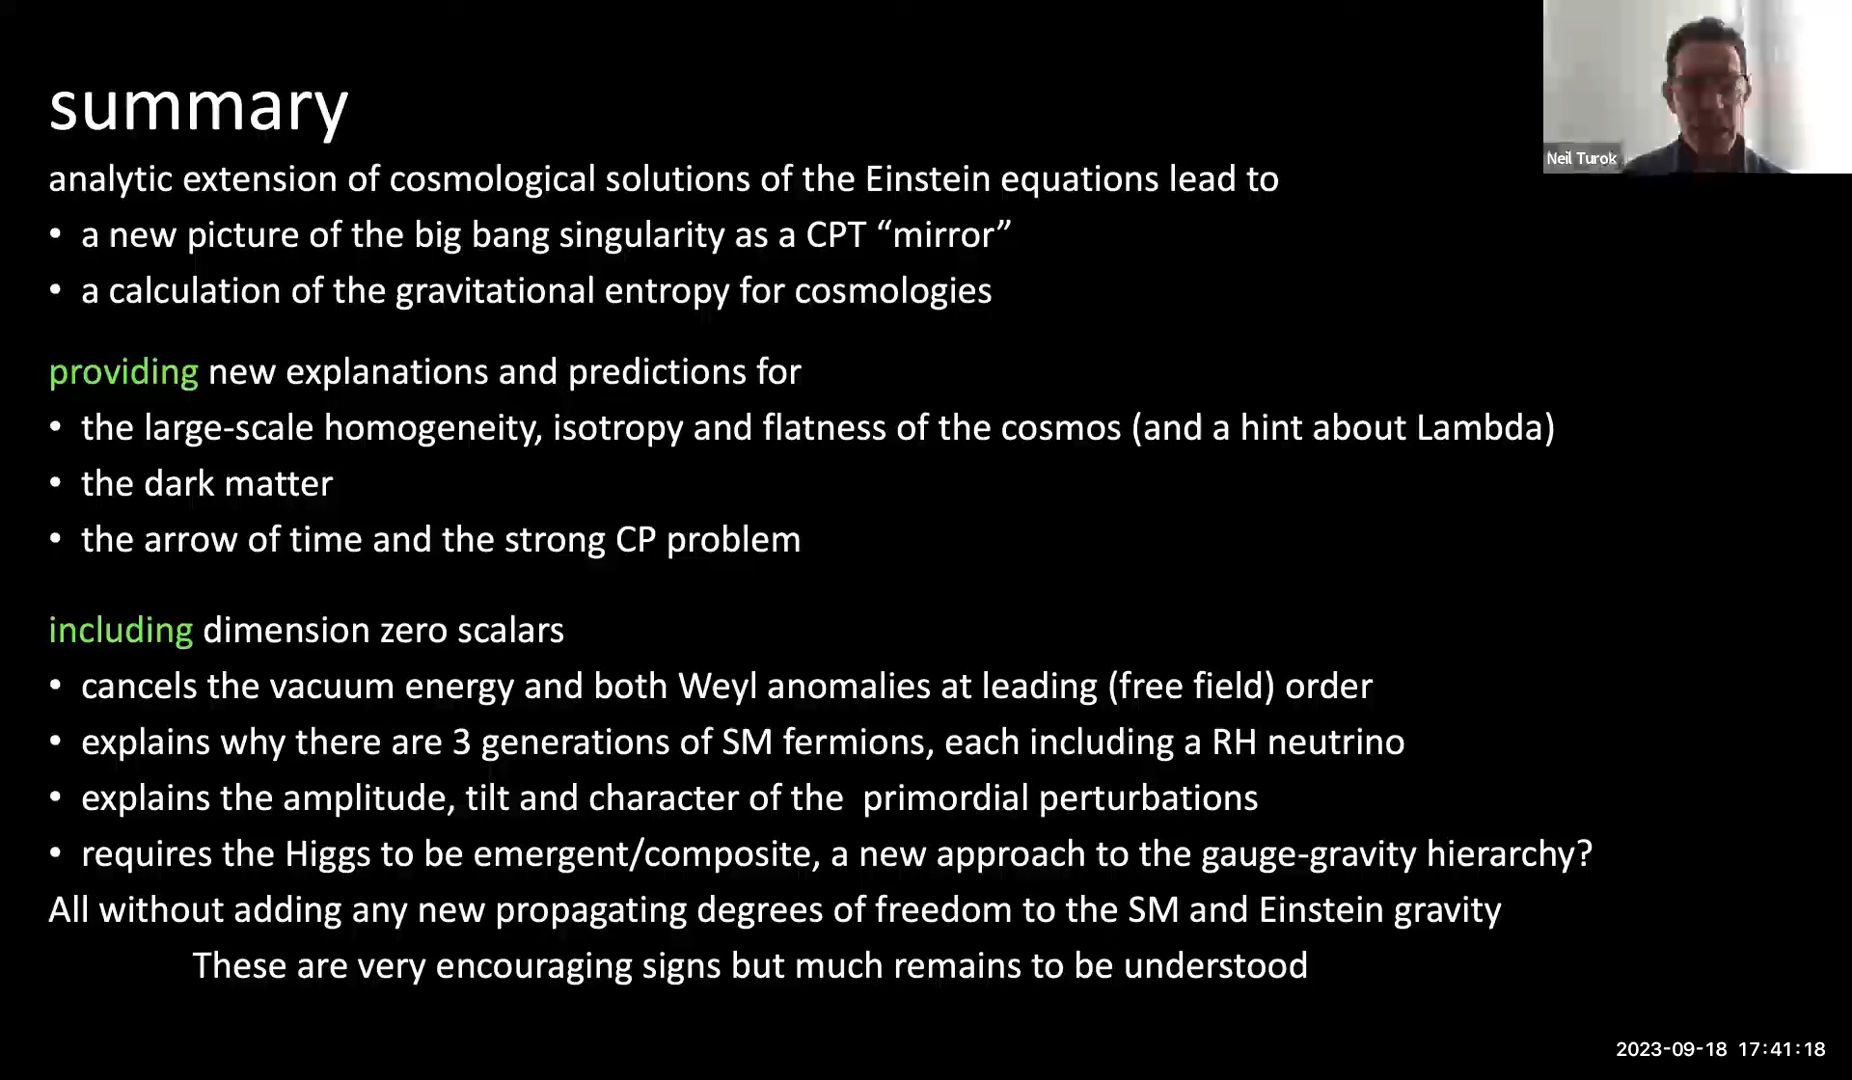 Neil Turok
summary
analytic extension of cosmological solutions of the Einstein equations lead to
• a new picture of the big bang singularity as a CPT “mirror”
• a calculation of the gravitational entropy for cosmologies
providing new explanations and predictions for
• the large-scale homogeneity, isotropy and flatness of the cosmos (and a hint about Lambda)
• the dark matter
• the arrow of time and the strong CP problem
including dimension zero scalars
• cancels the vacuum energy and both Weyl anomalies at leading (free field) order
• explains why there are 3 generations of SM fermions, each including a RH neutrino
• explains the amplitude, tilt and character of the  primordial perturbations
• requires the Higgs to be emergent/composite, a new approach to the gauge-gravity hierarchy?
All without adding any new propagating degrees of freedom to the SM and Einstein gravity
These are very encouraging signs but much remains to be understood
2023-09-18 17:41:18